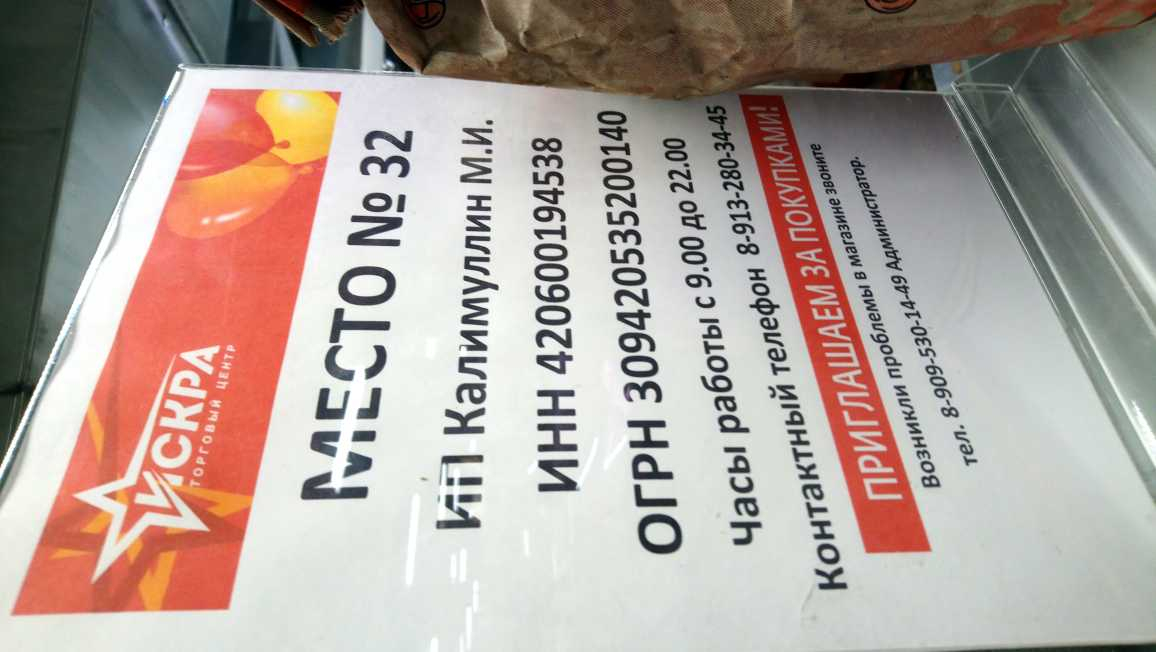 ИСКРА
ТОРГОВЫЙ ЦЕНТР
МЕСТО № 32
ИП Калимуллин М.И.
ИНН 420600194538
ОГРН 309420535200140
Часы работы с 9.00 до 22.00
Контактный телефон 8-913-280-34-45
ПРИГЛАШАЕМ ЗА ПОКУПКАМИ!
Возникли проблемы в магазине звоните
тел. 8-909-530-14-49 Администратор.